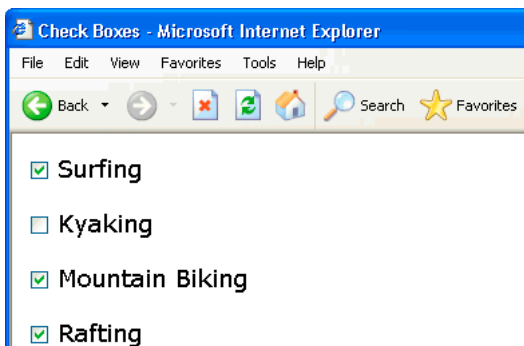 Check Boxes - Microsoft Internet Explorer
File Edit View Favorites Tools Help
Back Search Favorites
Surfing
Kyaking
Mountain Biking
Rafting